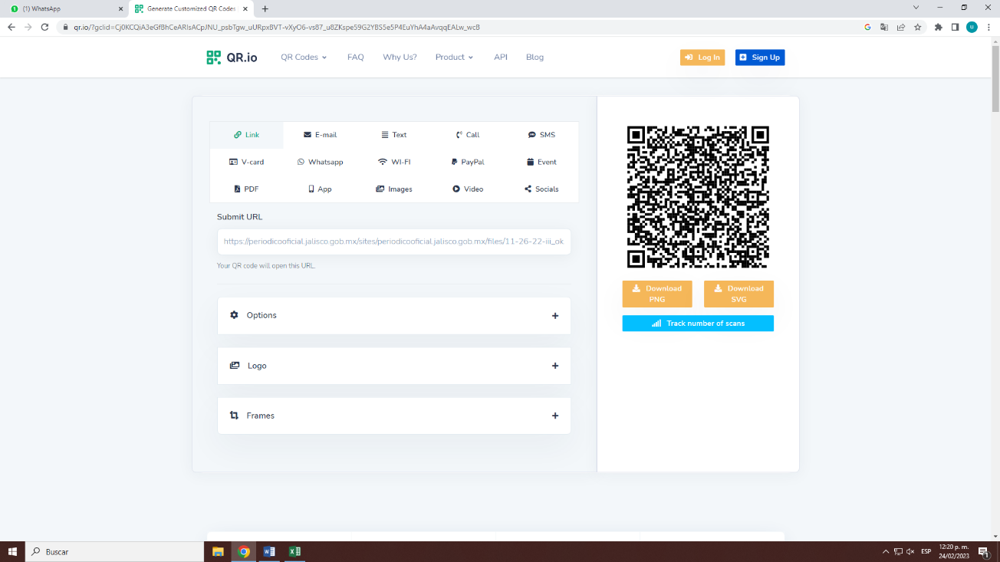 (1) WhatsApp
Generate Customized QR Codes
qr.io/?gclid=Cj0KCQiA3eGfBhCeARIsACpJNU_psbTgw_uURpxBVT-vXyO6-vs87_u8ZKspeS9G2YBS5e5P4EuYhA4aAvqqEALw_wcB
QR.io
QR Codes
FAQ
Why Us?
Product
API
Blog
Log In
Sign Up
Link
E-mail
Text
Call
SMS
V-card
Whatsapp
WI-FI
PayPal
Event
PDF
App
Images
Video
Socials
Submit URL
https://periodicooficial.jalisco.gob.mx/sites/periodicooficial.jalisco.gob.mx/files/11-26-22-iii_ok
Your QR code will open this URL.
Options
Logo
Frames
Download
PNG
Download
SVG
Track number of scans
Buscar
ESP
12:20 p. m.
24/02/2023
1